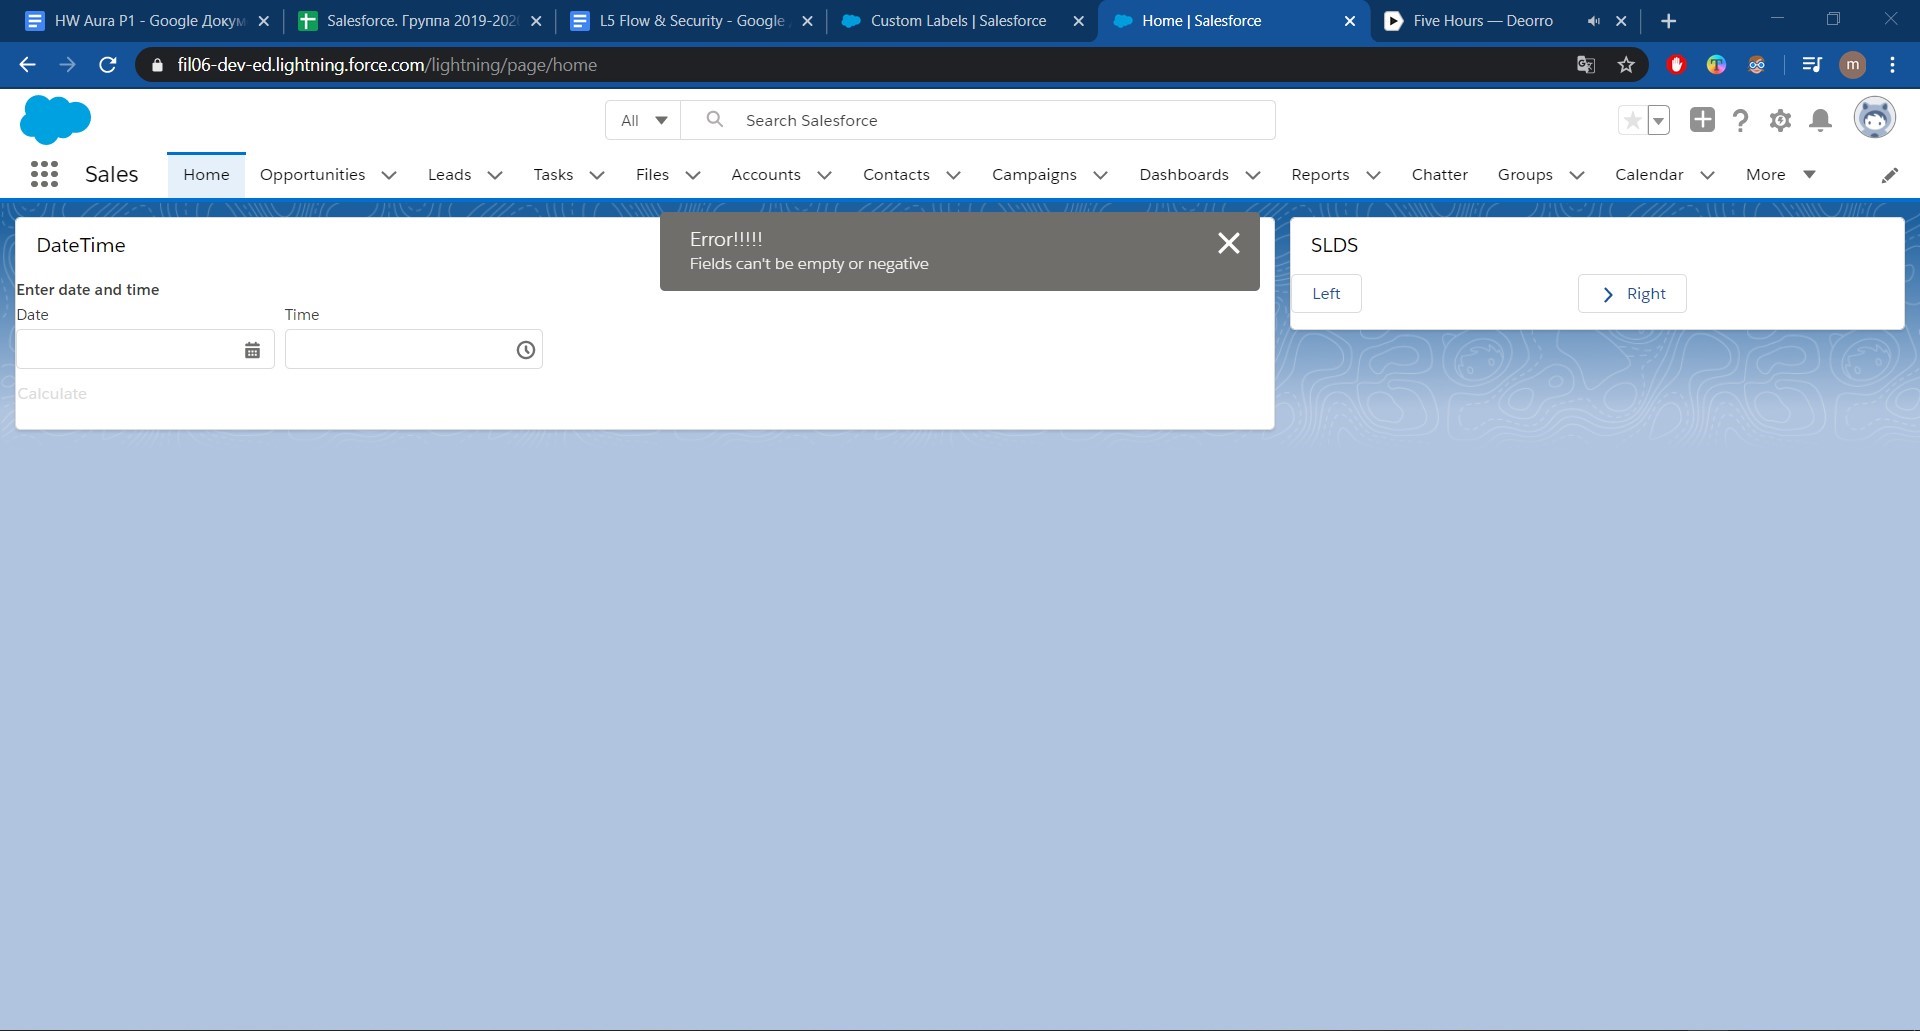 HW Aura P1 - Google Докум
Salesforce. Группа 2019-202
L5 Flow & Security - Google
Custom Labels | Salesforce
Home | Salesforce
Five Hours — Deorro
fil06-dev-ed.lightning.force.com/lightning/page/home
m
All
Search Salesforce
Sales
Home
Opportunities
Leads
Tasks
Files
Accounts
Contacts
Campaigns
Dashboards
Reports
Chatter
Groups
Calendar
More
DateTime
Error!!!!!
Fields can't be empty or negative
Enter date and time
Date
Time
Calculate
SLDS
Left
Right